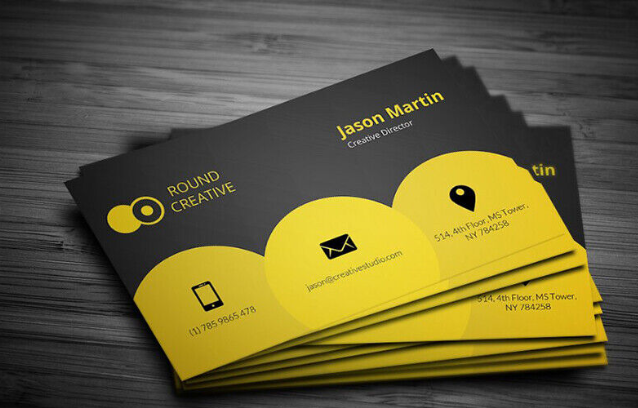 Jason Martin
Creative Director
ROUND
CREATIVE
514, 4th Floor, MS Tower,
NY 784258
jason@creativestudio.com
(1) 785 9865 478
tin
514, 4th Floor, MS Tower,
NY 784258